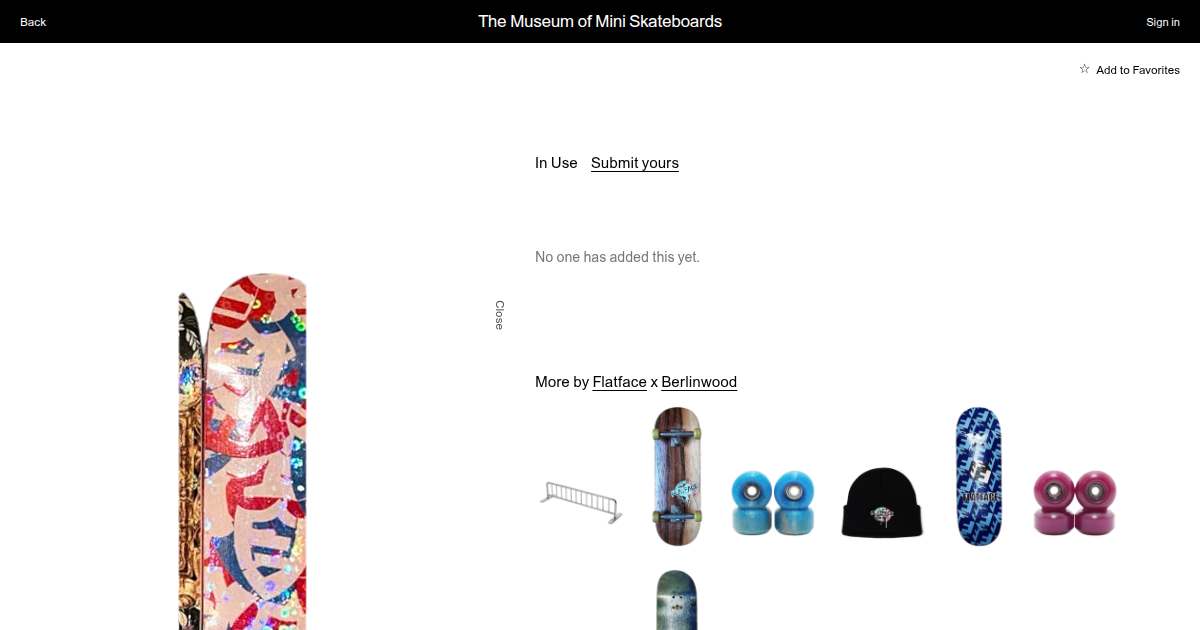 Back
The Museum of Mini Skateboards
Sign in
☆ Add to Favorites
In Use Submit yours
No one has added this yet.
Close
More by Flatface x Berlinwood